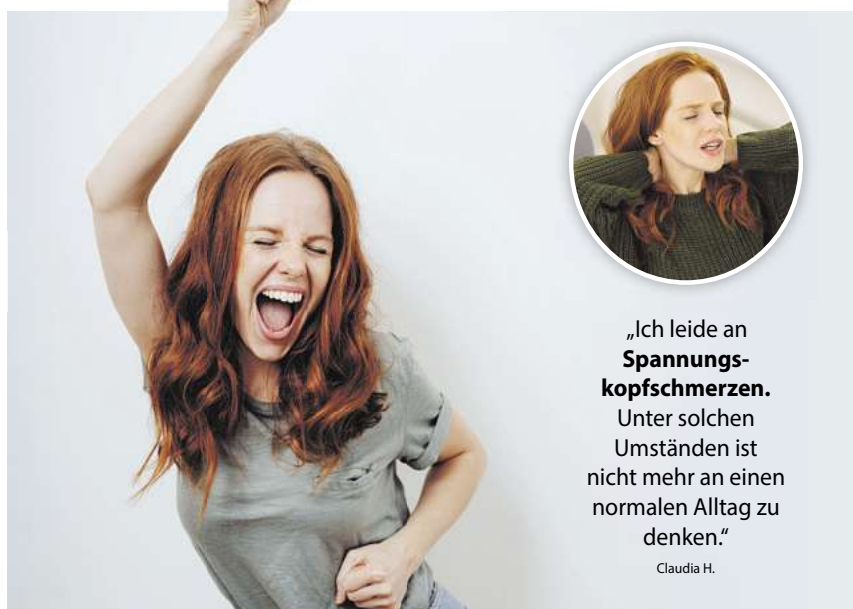 „Ich leide an
Spannungs-
kopfschmerzen.
Unter solchen
Umständen ist
nicht mehr an einen
normalen Alltag zu
denken.“
Claudia H.